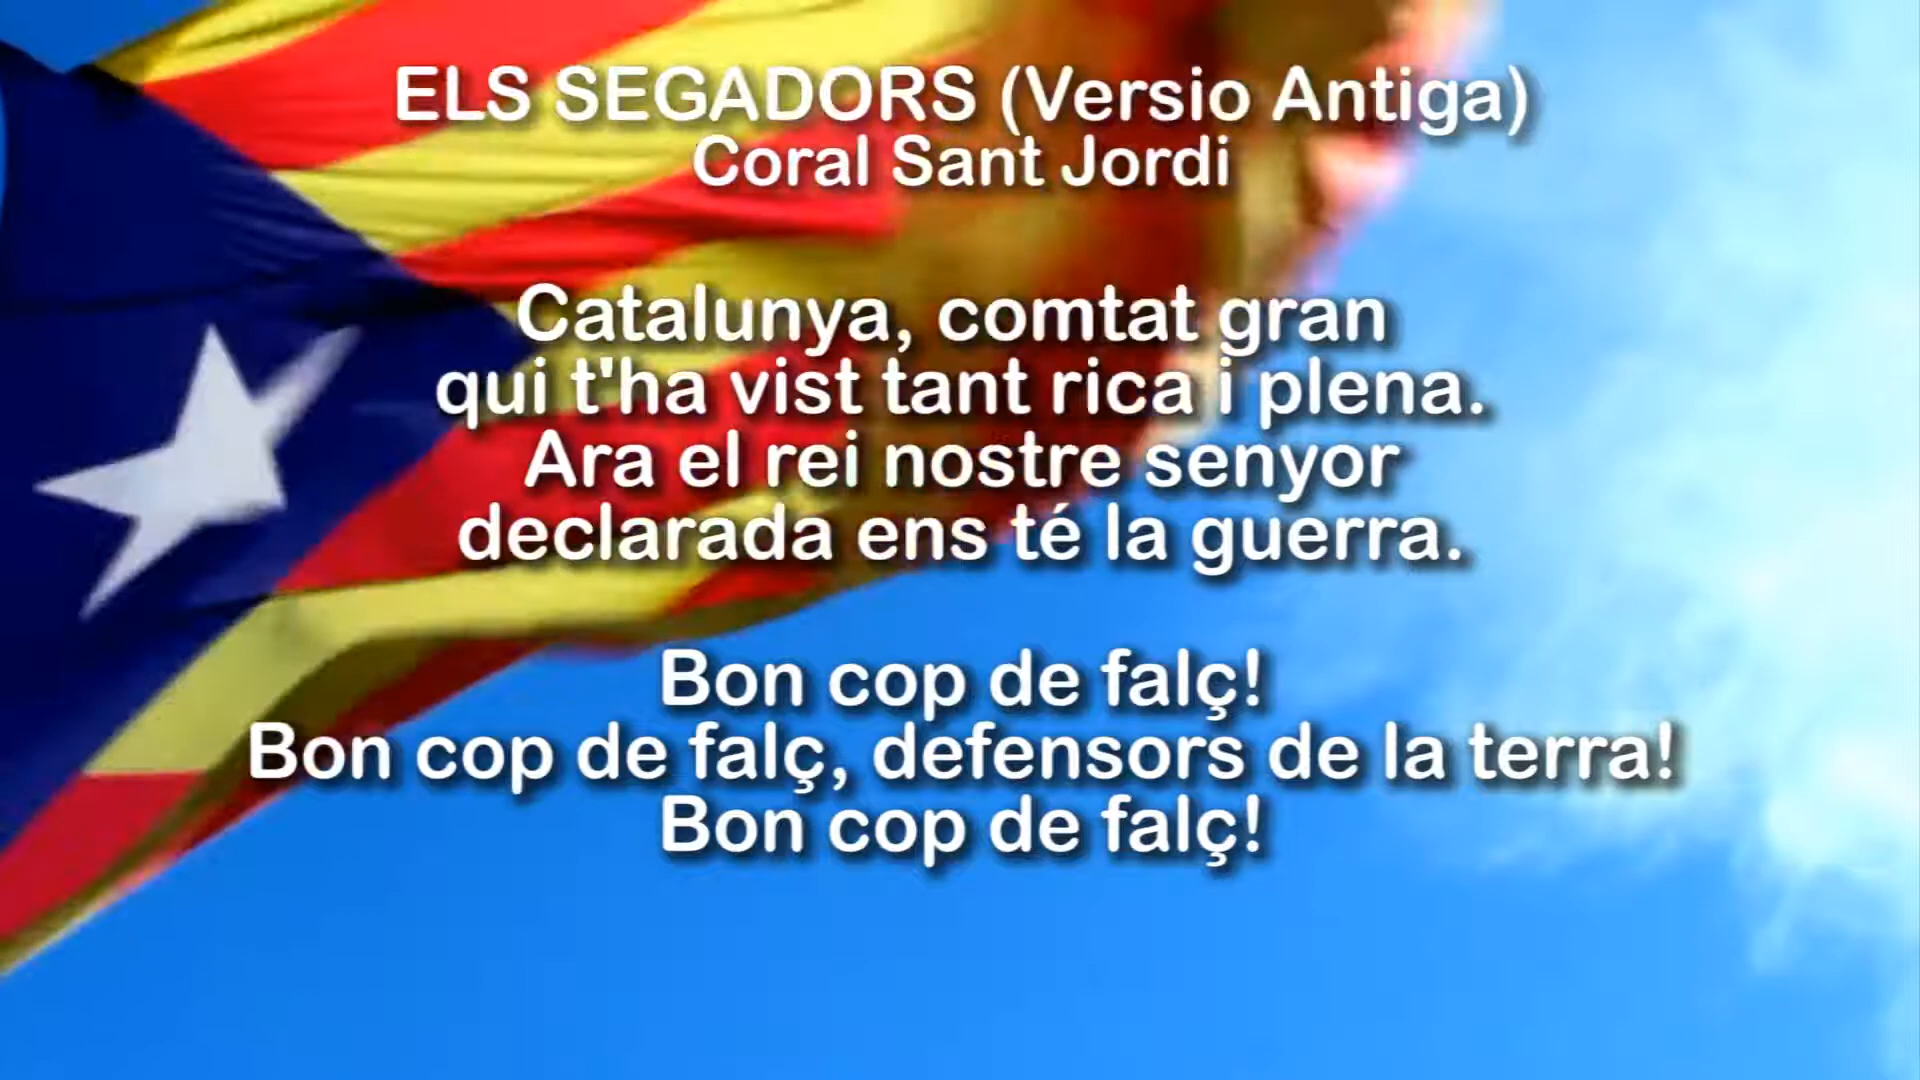 ELS SEGADORS (Versio Antiga)
Coral Sant Jordi
Catalunya, comtat gran
qui t'ha vist tant rica i plena.
Ara el rei nostre senyor
declarada ens té la guerra.
Bon cop de falç!
Bon cop de falç, defensors de la terra!
Bon cop de falç!